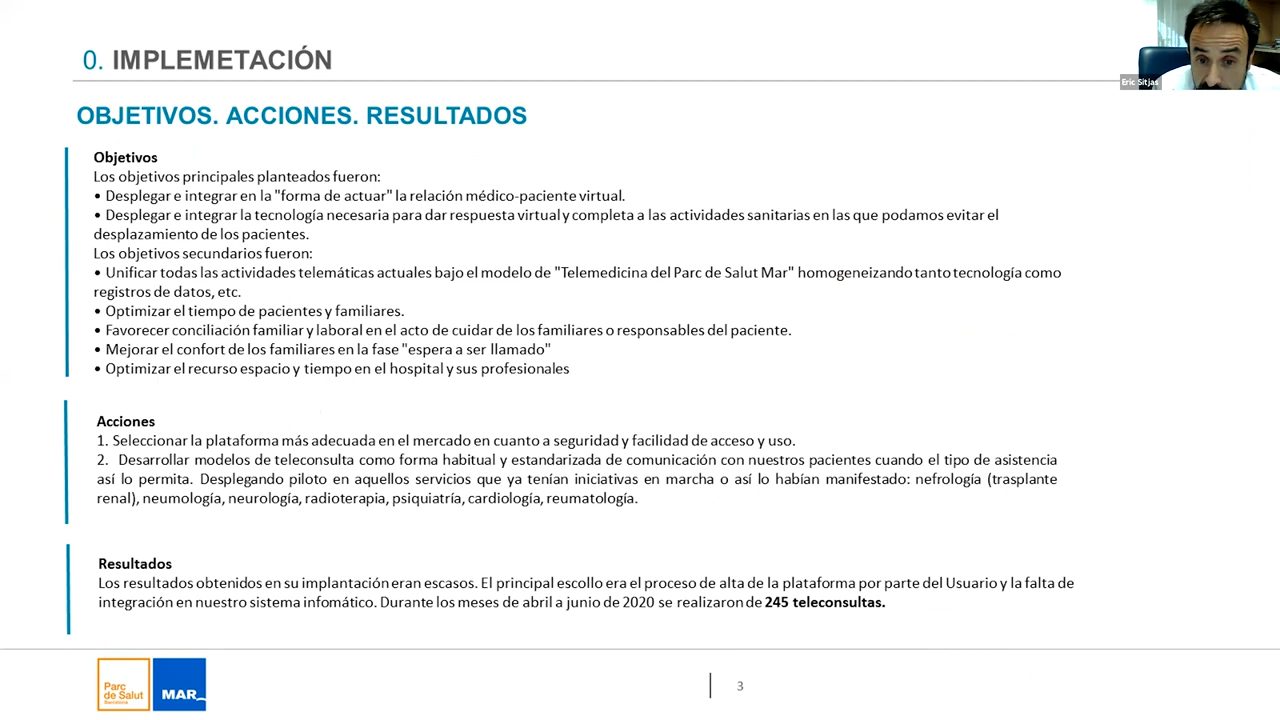 0. IMPLEMETACIÓN
Eric Sitjas
OBJETIVOS. ACCIONES. RESULTADOS
Objetivos
Los objetivos principales planteados fueron:
• Desplegar e integrar en la "forma de actuar" la relación médico-paciente virtual.
• Desplegar e integrar la tecnología necesaria para dar respuesta virtual y completa a las actividades sanitarias en las que podamos evitar el
desplazamiento de los pacientes.
Los objetivos secundarios fueron:
• Unificar todas las actividades telemáticas actuales bajo el modelo de "Telemedicina del Parc de Salut Mar" homogeneizando tanto tecnología como
registros de datos, etc.
• Optimizar el tiempo de pacientes y familiares.
• Favorecer conciliación familiar y laboral en el acto de cuidar de los familiares o responsables del paciente.
• Mejorar el confort de los familiares en la fase "espera a ser llamado"
• Optimizar el recurso espacio y tiempo en el hospital y sus profesionales
Acciones
1. Seleccionar la plataforma más adecuada en el mercado en cuanto a seguridad y facilidad de acceso y uso.
2. Desarrollar modelos de teleconsulta como forma habitual y estandarizada de comunicación con nuestros pacientes cuando el tipo de asistencia
así lo permita. Desplegando piloto en aquellos servicios que ya tenían iniciativas en marcha o así lo habían manifestado: nefrología (trasplante
renal), neumología, neurología, radioterapia, psiquiatría, cardiología, reumatología.
Resultados
Los resultados obtenidos en su implantación eran escasos. El principal escollo era el proceso de alta de la plataforma por parte del Usuario y la falta de
integración en nuestro sistema infomático. Durante los meses de abril a junio de 2020 se realizaron de 245 teleconsultas.
Parc
de Salut
Barcelona
MAR
3